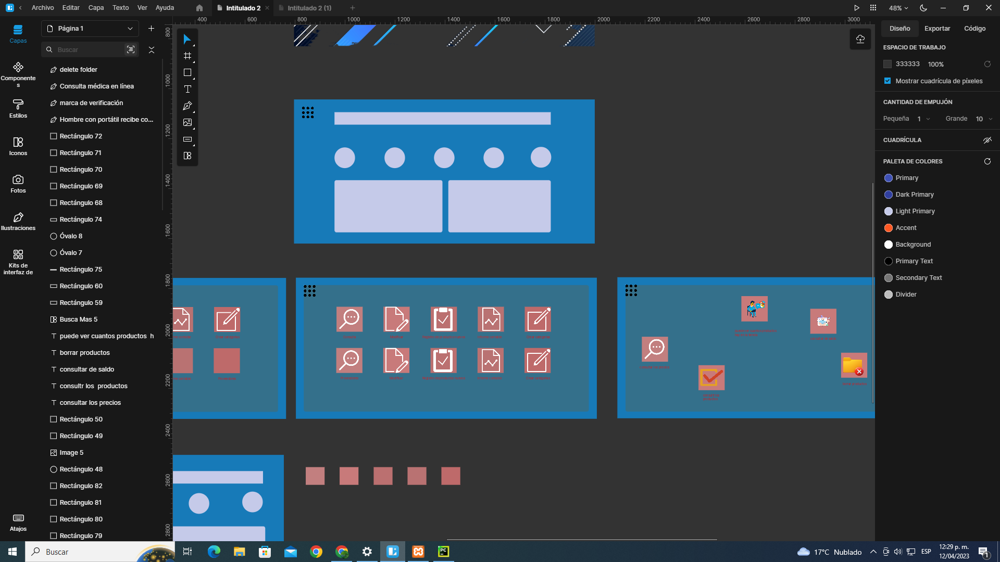 Archivo Editar Capa Texto Ver Ayuda
Intitulado 2
Intitulado 2 (1)
48%
Capas
Componentes
Estilos
Iconos
Fotos
Ilustraciones
Kits de interfaz de
Atajos
Página 1
Buscar
delete folder
Consulta médica en línea
marca de verificación
Hombre con portátil recibe co...
Rectángulo 72
Rectángulo 71
Rectángulo 70
Rectángulo 69
Rectángulo 68
Rectángulo 74
Óvalo 8
Óvalo 7
Rectángulo 75
Rectángulo 60
Rectángulo 59
Busca Mas 5
puede ver cuantos productos h
borrar productos
consultar de saldo
consultr los productos
consultar los precios
Rectángulo 50
Rectángulo 49
Image 5
Rectángulo 48
Rectángulo 82
Rectángulo 81
Rectángulo 80
Rectángulo 79
400 600 800 1000 1200 1400 1600 1800 2000 2200 2400 2600 2800 3000
800
1000
1200
1400
1600
1800
2000
2200
2400
2600
2800
Diseño Exportar Código
ESPACIO DE TRABAJO
333333 100%
Mostrar cuadrícula de píxeles
CANTIDAD DE EMPUJÓN
Pequeña 1 Grande 10
CUADRÍCULA
PALETA DE COLORES
Primary
Dark Primary
Light Primary
Accent
Background
Primary Text
Secondary Text
Divider
Buscar
PC
17°C Nublado
ESP
12:29 p. m.
12/04/2023
1